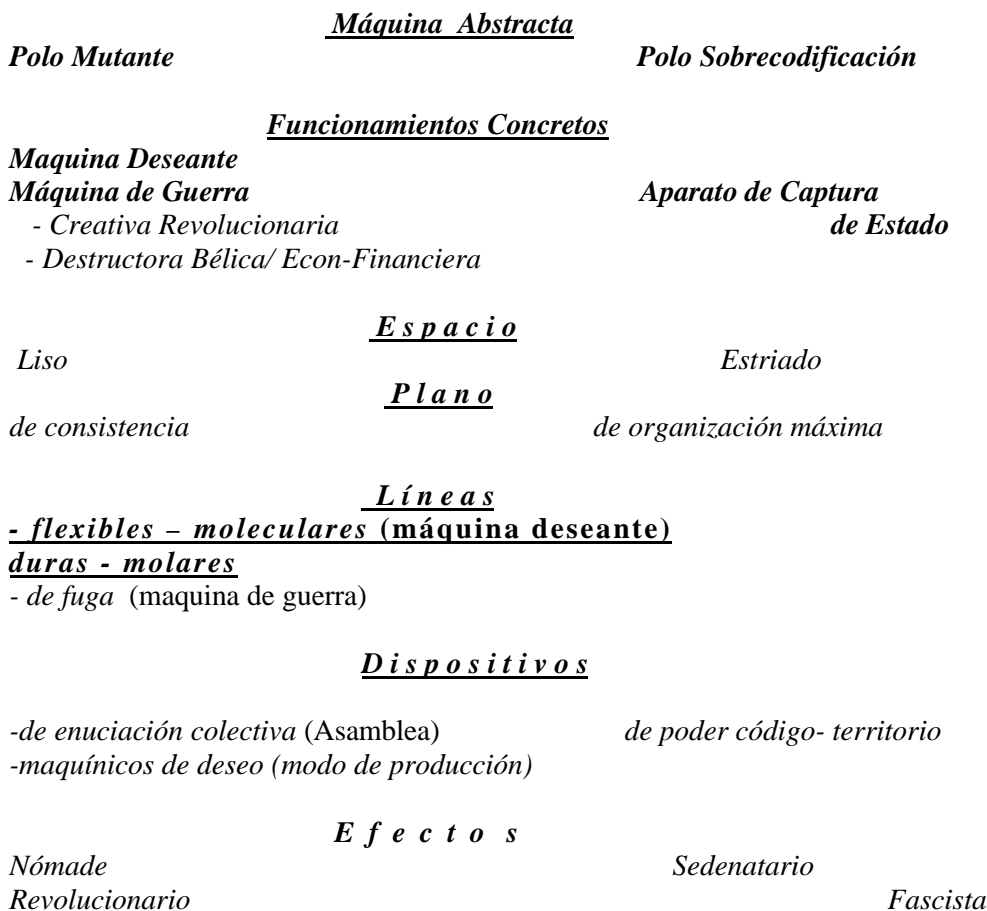 Máquina Abstracta
Polo Mutante Polo Sobrecodificación
Funcionamientos Concretos
Maquina Deseante
Máquina de Guerra Aparato de Captura
- Creativa Revolucionaria de Estado
- Destructora Bélica/ Econ-Financiera
E s p a c i o
Liso Estriado
P l a n o
de consistencia de organización máxima
L í n e a s
- flexibles – moleculares (máquina deseante)
duras - molares
- de fuga (maquina de guerra)
D i s p o s i t i v o s
-de enuciación colectiva (Asamblea) de poder código- territorio
-maquínicos de deseo (modo de producción)
E f e c t o s
Nómade Sedenatario
Revolucionario Fascista